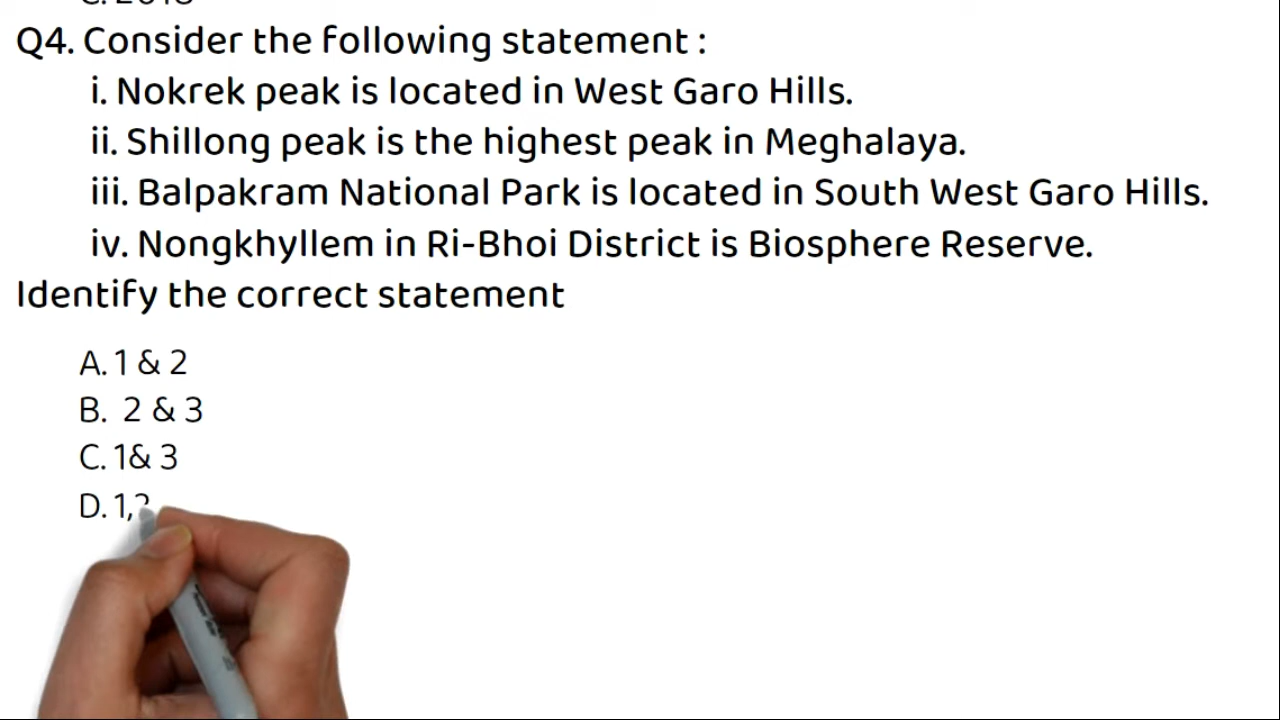 Q4. Consider the following statement :
i. Nokrek peak is located in West Garo Hills.
ii. Shillong peak is the highest peak in Meghalaya.
iii. Balpakram National Park is located in South West Garo Hills.
iv. Nongkhyllem in Ri-Bhoi District is Biosphere Reserve.
Identify the correct statement
A. 1 & 2
B. 2 & 3
C. 1& 3
D. 1,